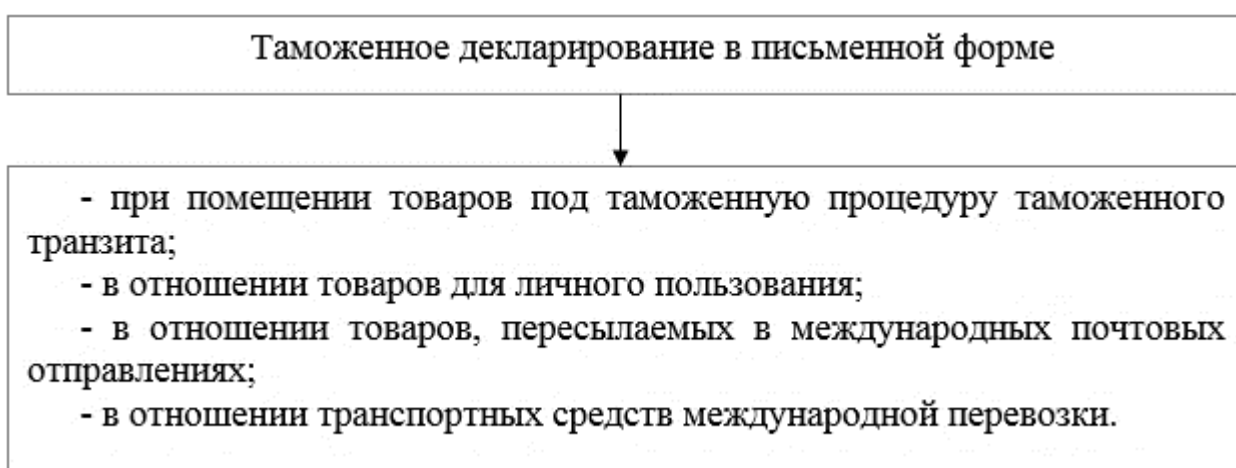 Таможенное декларирование в письменной форме
- при помещении товаров под таможенную процедуру таможенного
транзита;
- в отношении товаров для личного пользования;
- в отношении товаров, пересылаемых в международных почтовых
отправлениях;
- в отношении транспортных средств международной перевозки.